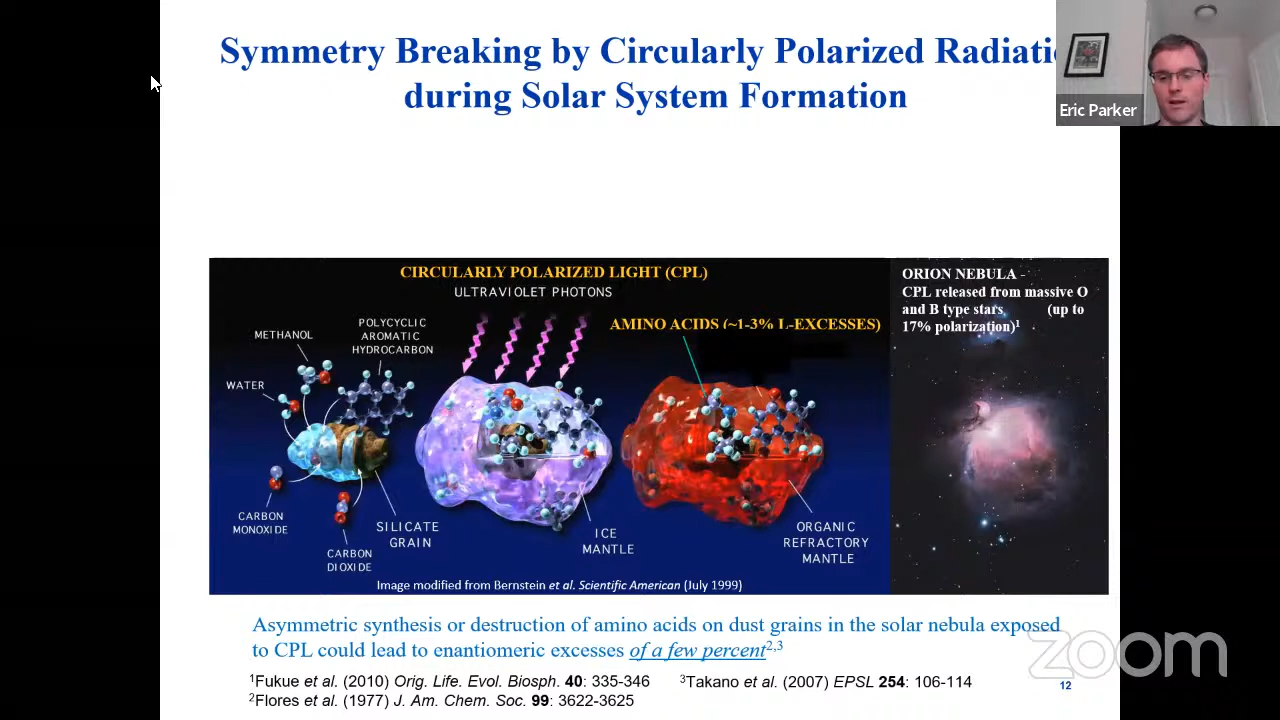 Symmetry Breaking by Circularly Polarized Radiatio
during Solar System Formation
Eric Parker
CIRCULARLY POLARIZED LIGHT (CPL)
ULTRAVIOLET PHOTONS
AMINO ACIDS (~1-3% L-EXCESSES)
METHANOL
POLYCYCLIC
AROMATIC
HYDROCARBON
WATER
CARBON
MONOXIDE
CARBON
DIOXIDE
SILICATE
GRAIN
ICE
MANTLE
ORGANIC
REFRACTORY
MANTLE
Image modified from Bernstein et al. Scientific American (July 1999)
ORION NEBULA -
CPL released from massive O
and B type stars (up to
17% polarization)¹
Asymmetric synthesis or destruction of amino acids on dust grains in the solar nebula exposed
to CPL could lead to enantiomeric excesses of a few percent²,³
¹Fukue et al. (2010) Orig. Life. Evol. Biosph. 40: 335-346 ³Takano et al. (2007) EPSL 254: 106-114
²Flores et al. (1977) J. Am. Chem. Soc. 99: 3622-3625
12
zoom